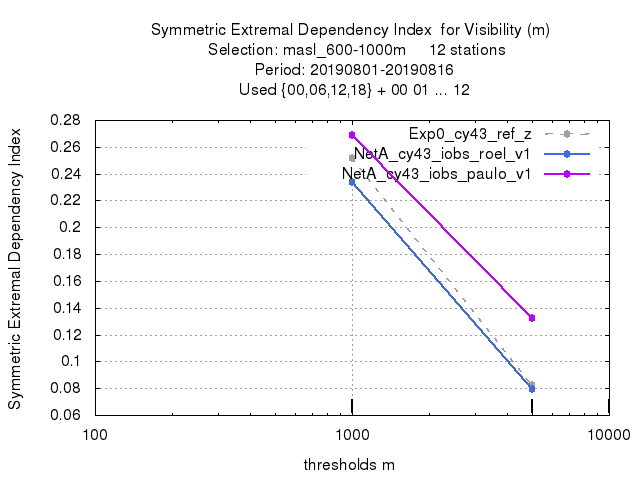 Symmetric Extremal Dependency Index  for Visibility (m)
Selection: masl_600-1000m     12 stations
Period: 20190801-20190816
Used {00,06,12,18} + 00 01 ... 12
Symmetric Extremal Dependency Index
0.28
0.26
0.24
0.22
0.2
0.18
0.16
0.14
0.12
0.1
0.08
0.06
Exp0_cy43_ref_z
NetA_cy43_iobs_roel_v1
NetA_cy43_iobs_paulo_v1
100 1000 10000
thresholds m